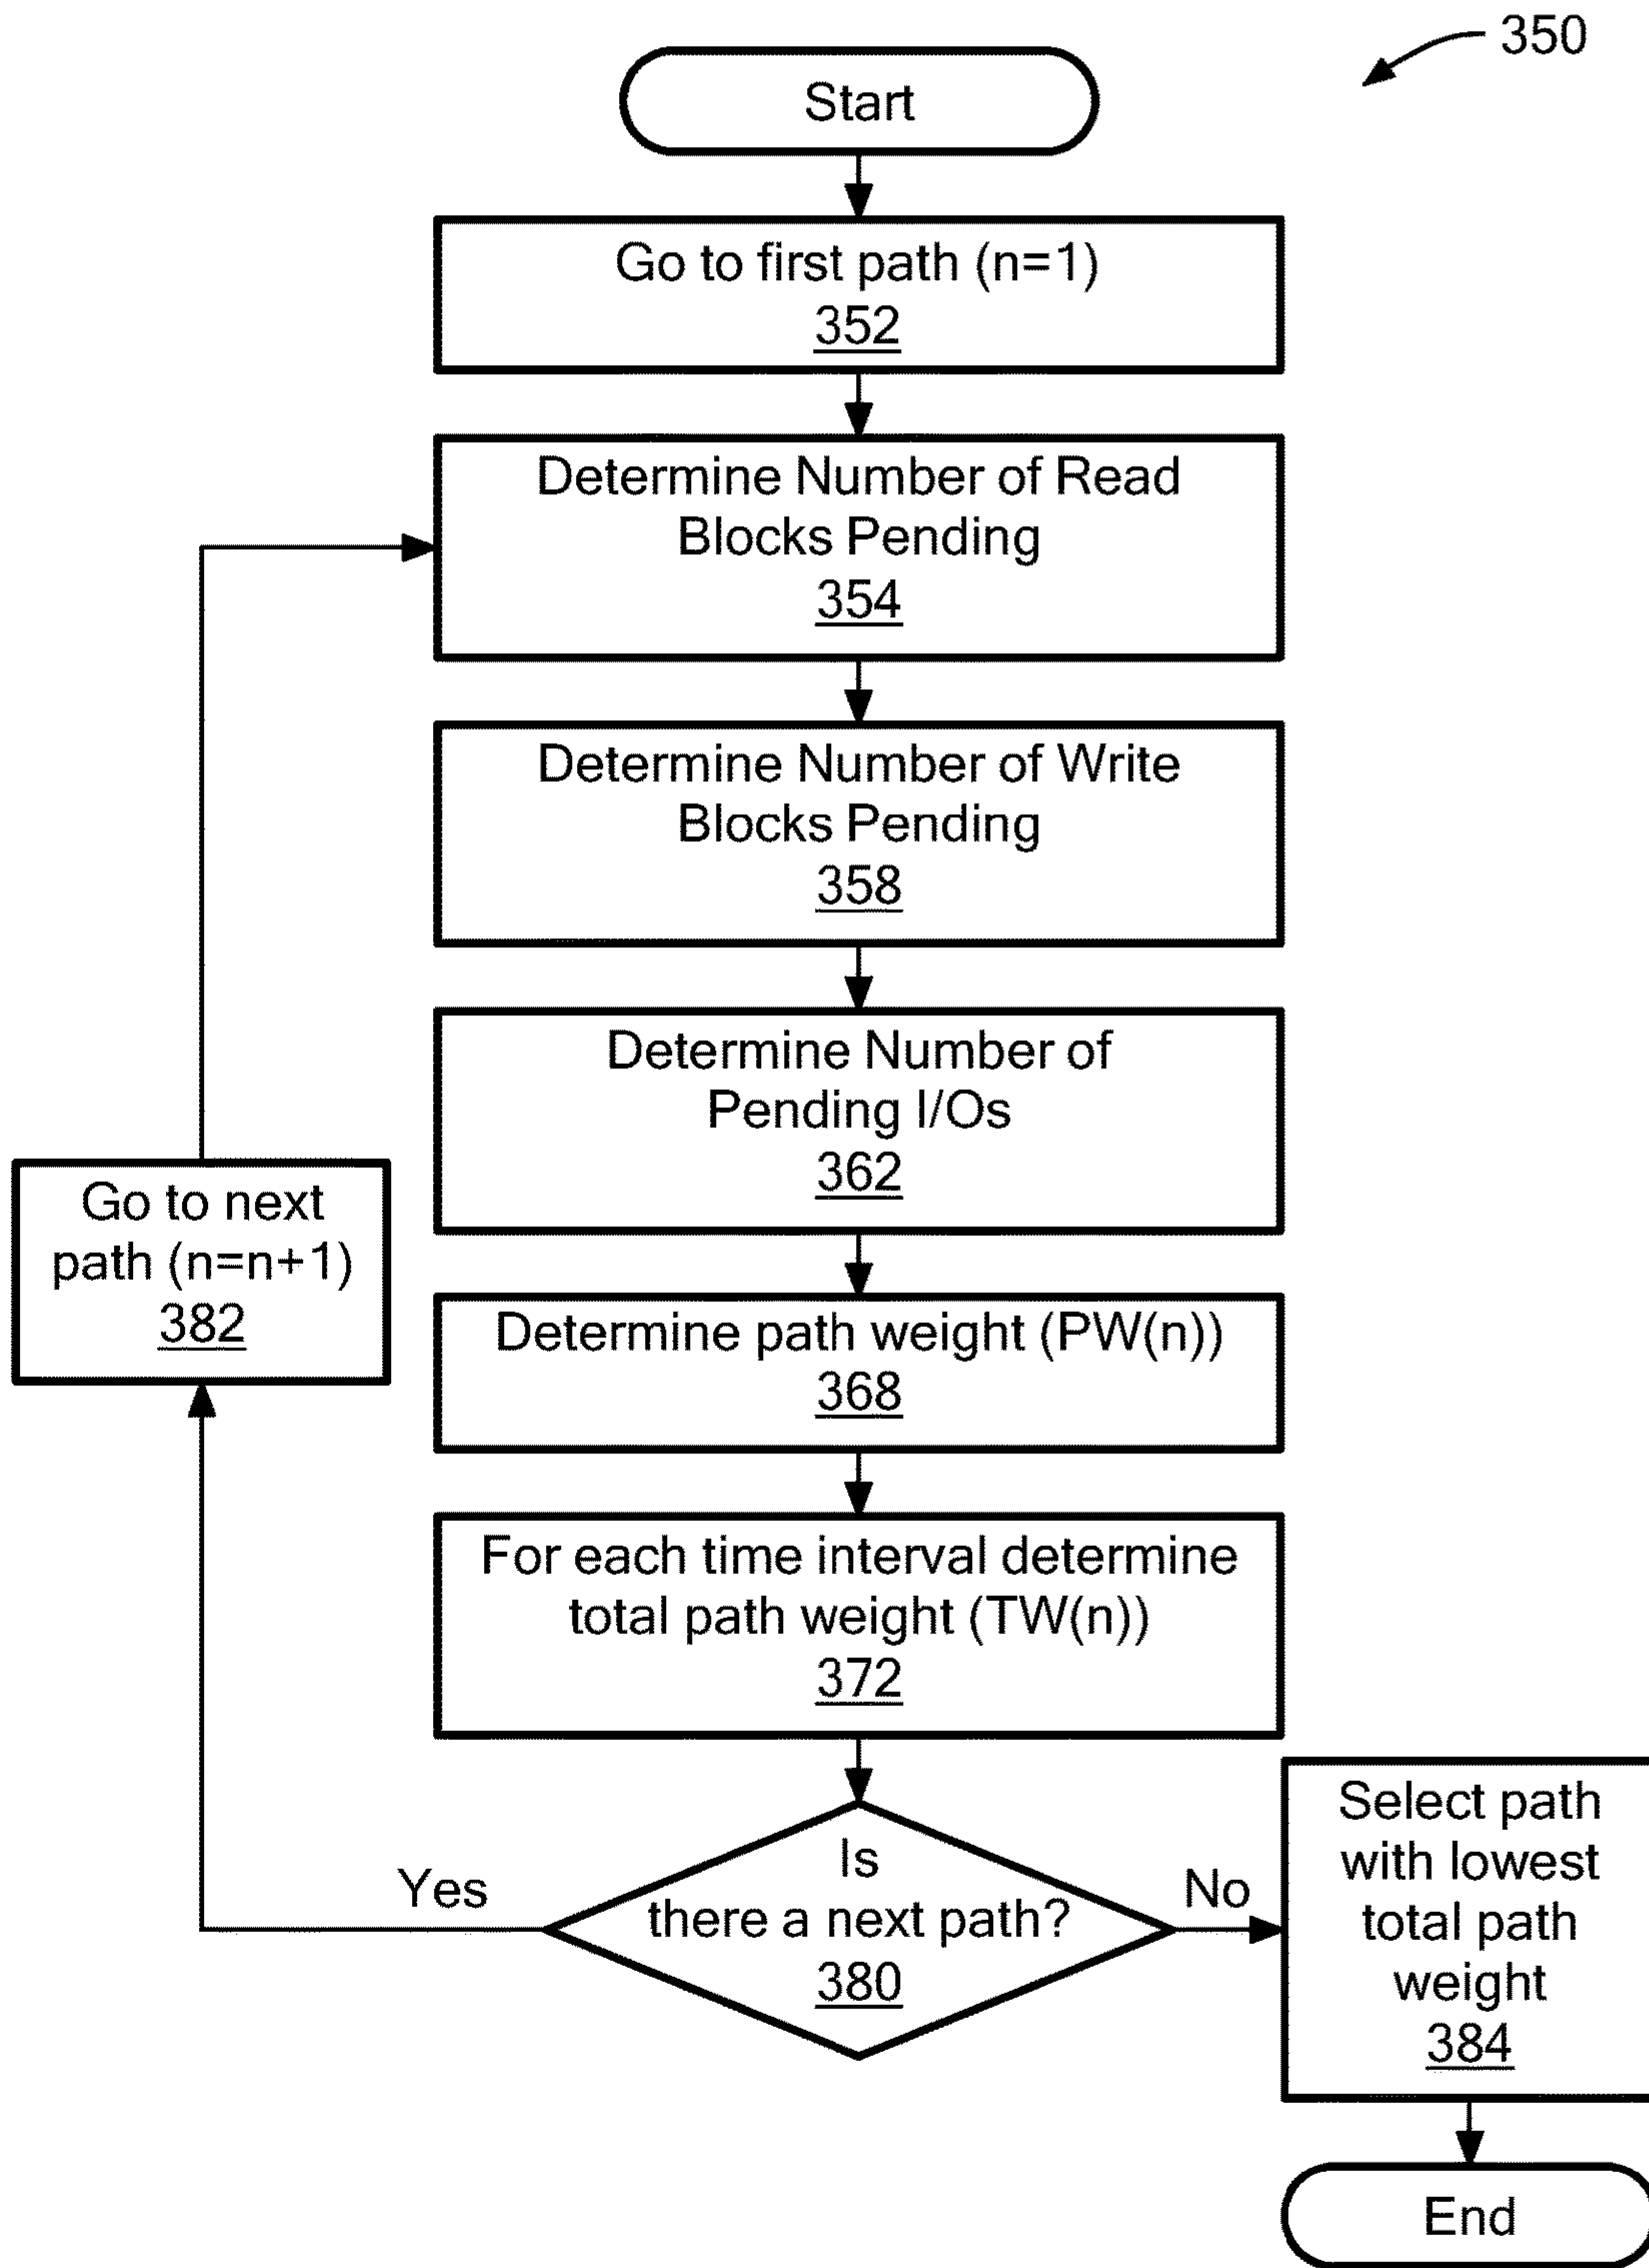 350
Start
Go to first path (n=1)
352
Determine Number of Read
Blocks Pending
354
Determine Number of Write
Blocks Pending
358
Determine Number of
Pending I/Os
362
Go to next
path (n=n+1)
382
Determine path weight (PW(n))
368
For each time interval determine
total path weight (TW(n))
372
Is
there a next path?
380
Yes
No
Select path
with lowest
total path
weight
384
End